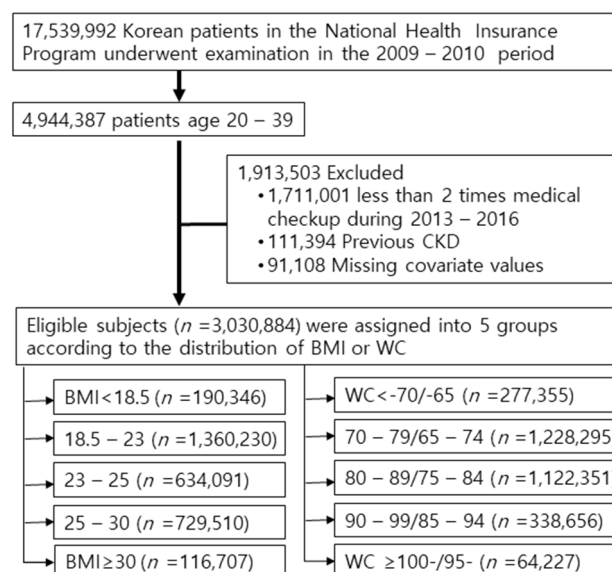 17,539,992 Korean patients in the National Health Insurance
Program underwent examination in the 2009 – 2010 period
4,944,387 patients age 20 – 39
1,913,503 Excluded
•1,711,001 less than 2 times medical
checkup during 2013 – 2016
•111,394 Previous CKD
•91,108 Missing covariate values
Eligible subjects (n =3,030,884) were assigned into 5 groups
according to the distribution of BMI or WC
BMI<18.5 (n =190,346)
18.5 – 23 (n =1,360,230)
23 – 25 (n =634,091)
25 – 30 (n =729,510)
BMI≥30 (n =116,707)
WC<-70/-65 (n =277,355)
70 – 79/65 – 74 (n =1,228,295
80 – 89/75 – 84 (n =1,122,351
90 – 99/85 – 94 (n =338,656)
WC ≥100-/95- (n =64,227)